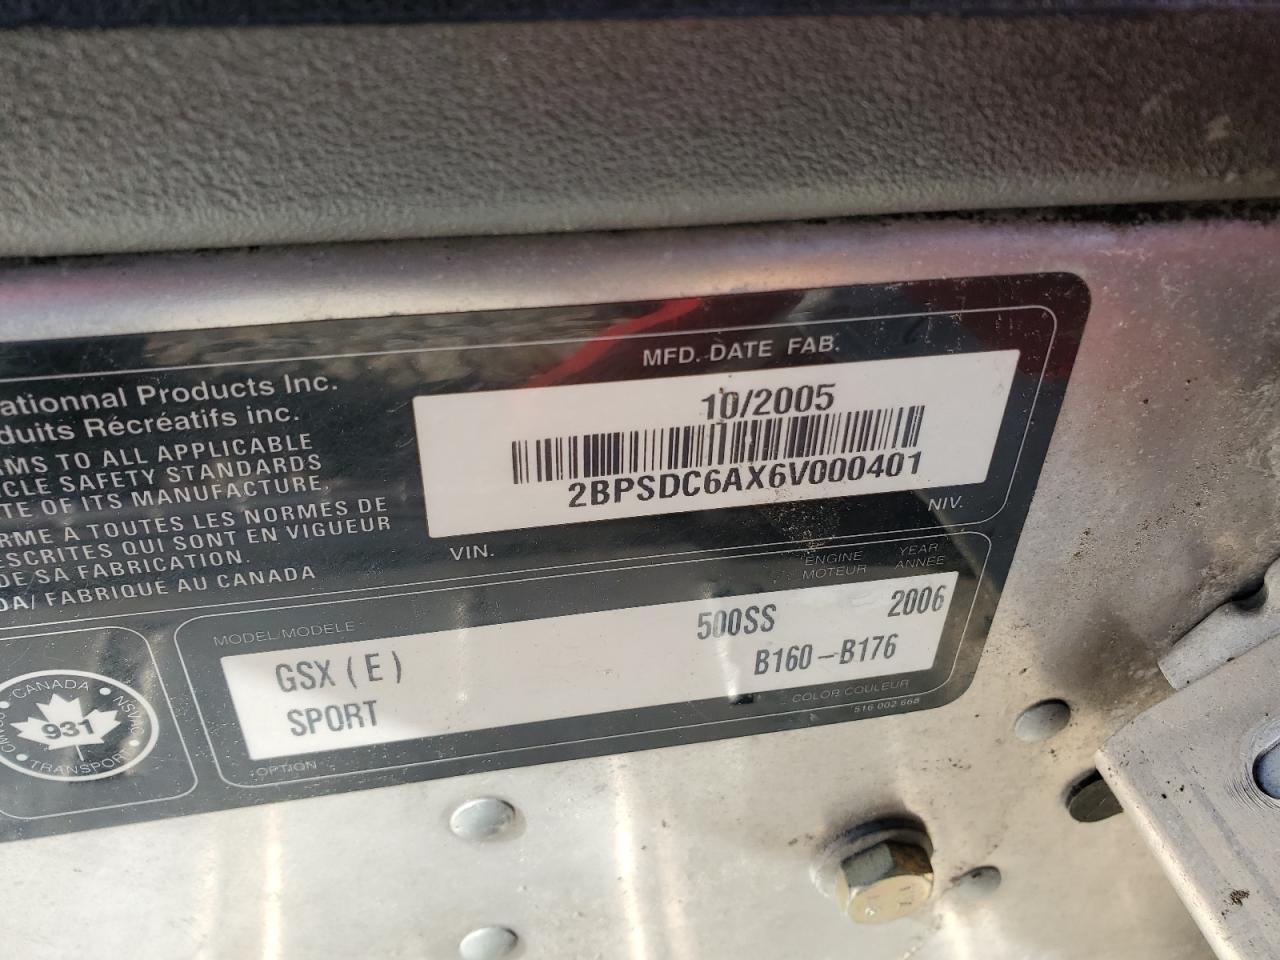 ationnal Products Inc.
duits Récréatifs inc.
RMS TO ALL APPLICABLE
ICLE SAFETY STANDARDS
TE OF ITS MANUFACTURE.
RME A TOUTES LES NORMES DE
ESCRITES QUI SONT EN VIGUEUR
DE SA FABRICATION.
DA/ FABRIQUE AU CANADA
MFD. DATE FAB.
10/2005
2BPSDC6AX6V000401
VIN.
NIV.
MODEL/MODELE
ENGINE
MOTEUR
YEAR
ANNEE
GSX (E)
500SS
2006
SPORT
B160-B176
OPTION
COLOR COULEUR
516 002 668
CANADA
NSVAC
931
TRANSPORT